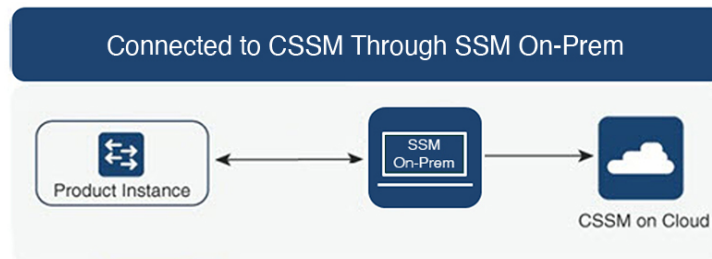 Connected to CSSM Through SSM On-Prem
SSM
On-Prem
Product Instance
CSSM on Cloud